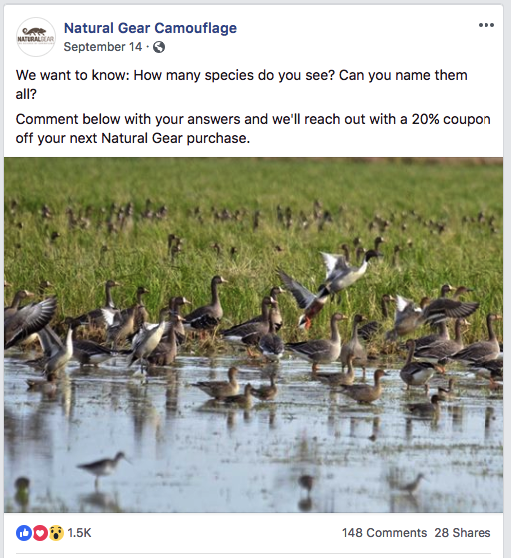 NATURALGEAR
Natural Gear Camouflage
September 14 ·
We want to know: How many species do you see? Can you name them
all?
Comment below with your answers and we'll reach out with a 20% coupon
off your next Natural Gear purchase.
1.5K
148 Comments 28 Shares